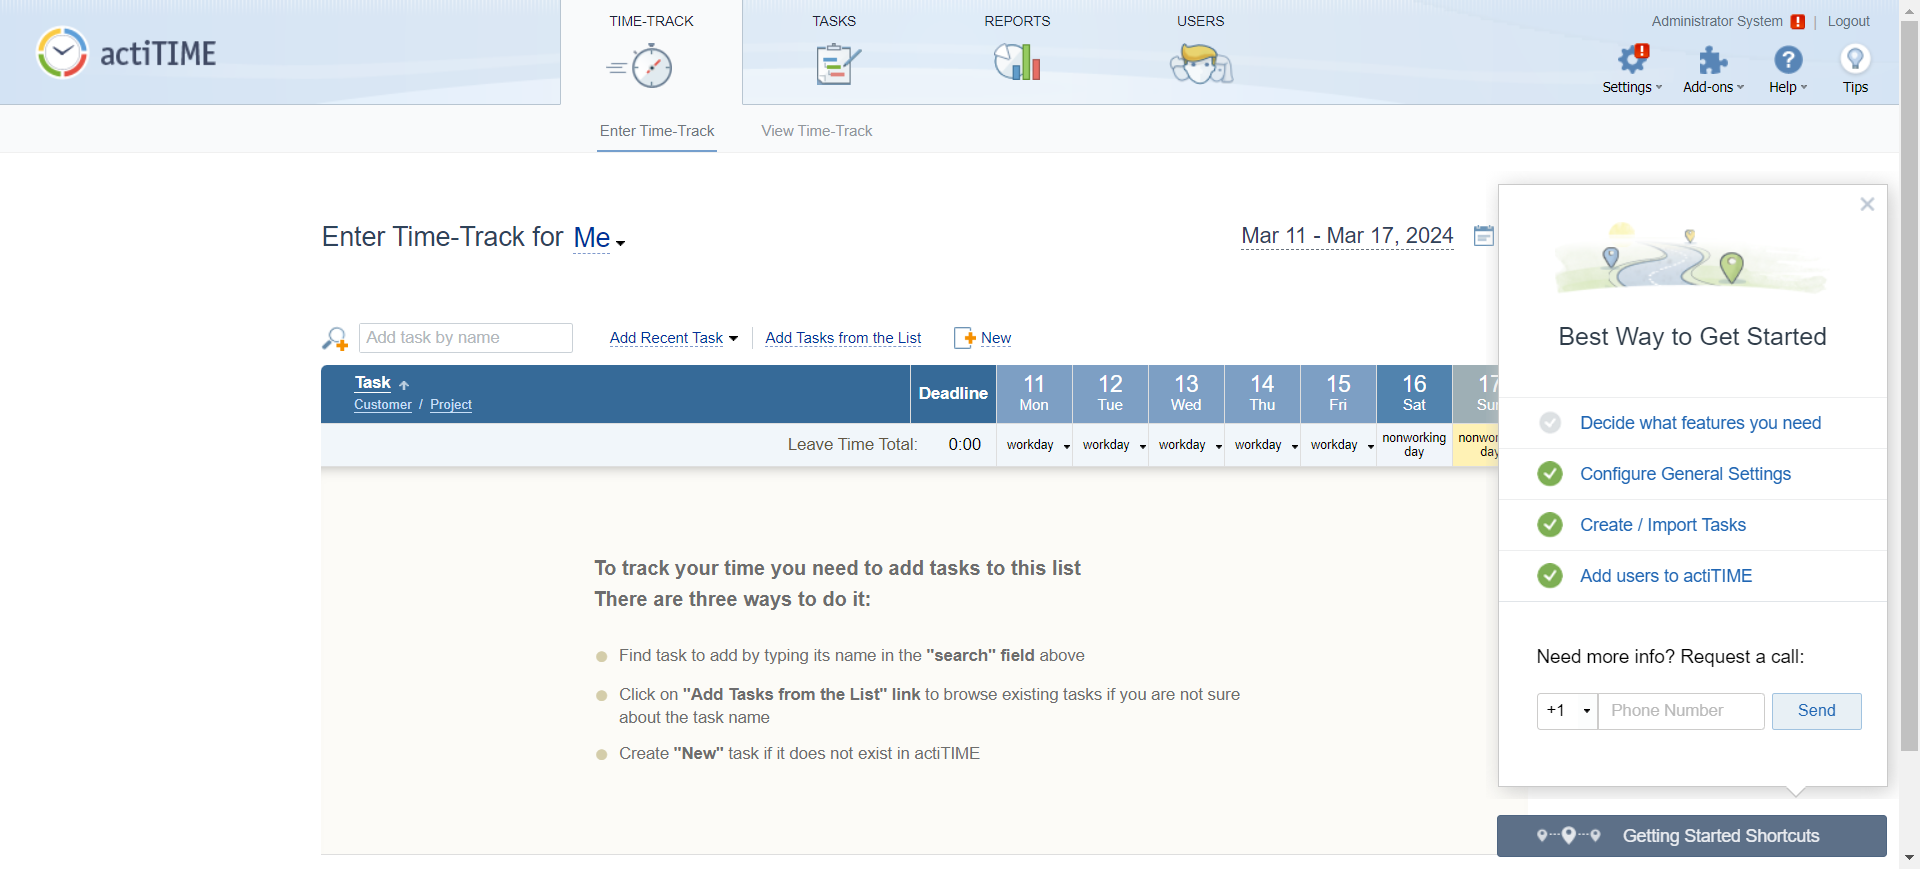 actiTIME
TIME-TRACK
TASKS
REPORTS
USERS
Administrator System ! | Logout
Settings
Add-ons
Help
Tips
Enter Time-Track
View Time-Track
Enter Time-Track for Me
Mar 11 - Mar 17, 2024
Add task by name
Add Recent Task
Add Tasks from the List
New
Task
Customer / Project
Deadline
11
Mon
12
Tue
13
Wed
14
Thu
15
Fri
16
Sat
17
Leave Time Total:
0:00
workday
workday
workday
workday
workday
nonworking
day
day
To track your time you need to add tasks to this list
There are three ways to do it:
Find task to add by typing its name in the "search" field above
Click on "Add Tasks from the List" link to browse existing tasks if you are not sure
about the task name
Create "New" task if it does not exist in actiTIME
Best Way to Get Started
Decide what features you need
Configure General Settings
Create / Import Tasks
Add users to actiTIME
Need more info? Request a call:
+1
Phone Number
Send
Getting Started Shortcuts